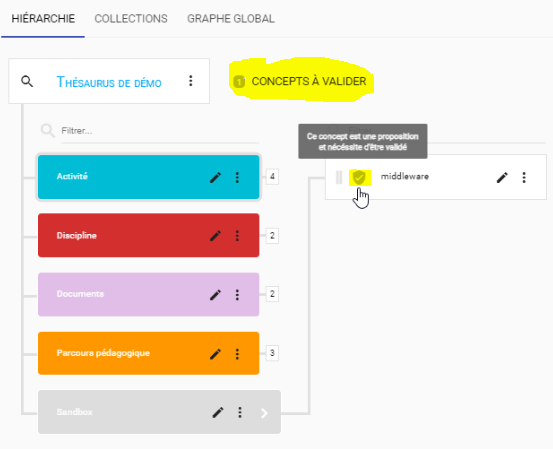 HIÉRARCHIE COLLECTIONS GRAPHE GLOBAL
THÉSAURUS DE DÉMO
1 CONCEPTS À VALIDER
Filtrer...
Ce concept est une proposition
et nécéssite d'être validé
Activité 4
middleware
Discipline 2
Documents 2
Parcours pédagogique 3
Sandbox